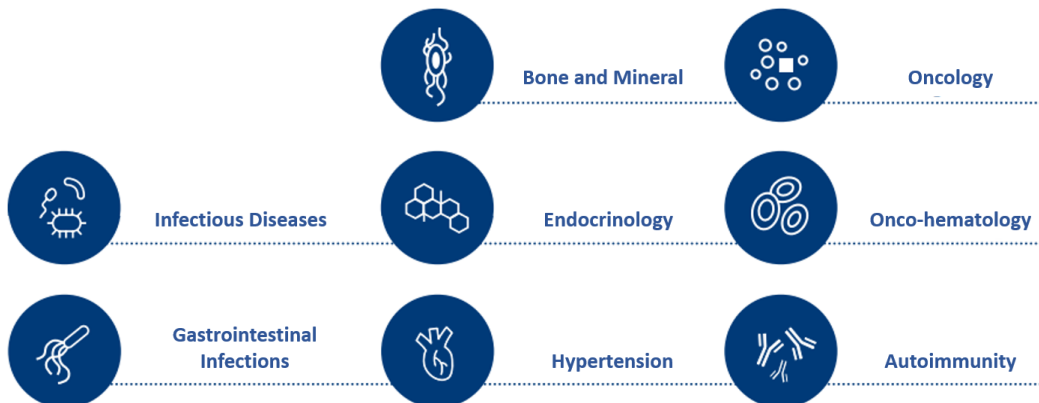 Bone and Mineral
Oncology
Infectious Diseases
Endocrinology
Onco-hematology
Gastrointestinal
Infections
Hypertension
Autoimmunity